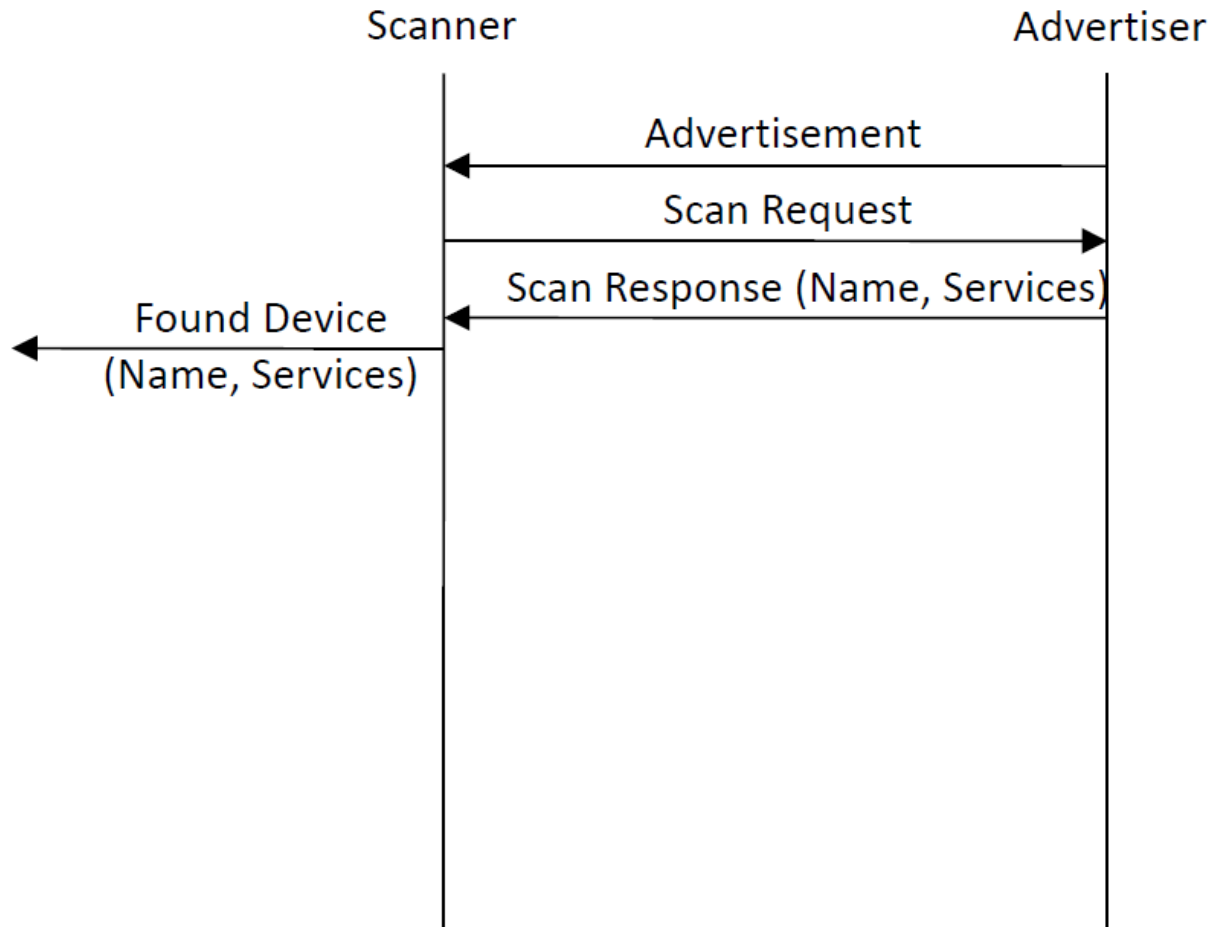 Scanner
Advertiser
Advertisement
Scan Request
Scan Response (Name, Services)
Found Device
(Name, Services)